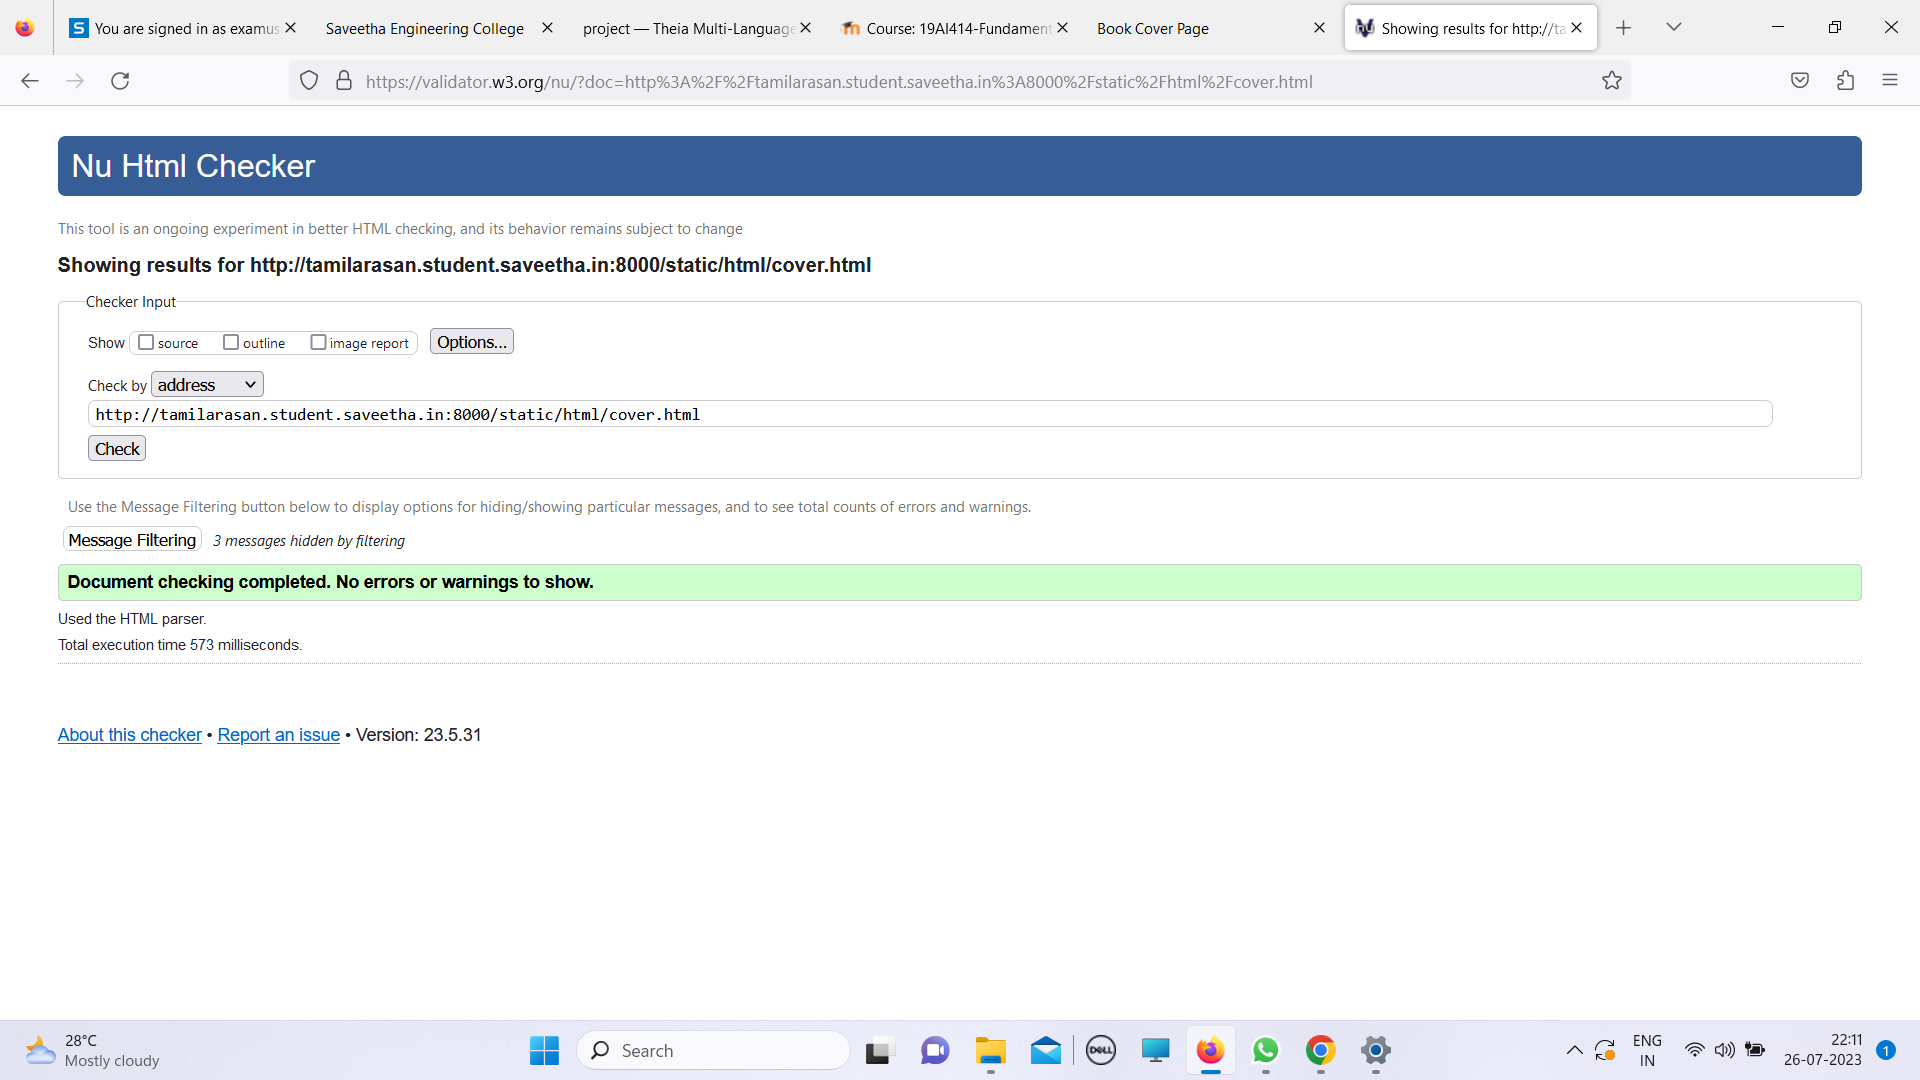 You are signed in as examus
Saveetha Engineering College
project — Theia Multi-Language
Course: 19AI414-Fundament
Book Cover Page
Showing results for http://ta
https://validator.w3.org/nu/?doc=http%3A%2F%2Ftamilarasan.student.saveetha.in%3A8000%2Fstatic%2Fhtml%2Fcover.html
Nu Html Checker
This tool is an ongoing experiment in better HTML checking, and its behavior remains subject to change
Showing results for http://tamilarasan.student.saveetha.in:8000/static/html/cover.html
Checker Input
Show source outline image report Options...
Check by address
http://tamilarasan.student.saveetha.in:8000/static/html/cover.html
Check
Use the Message Filtering button below to display options for hiding/showing particular messages, and to see total counts of errors and warnings.
Message Filtering 3 messages hidden by filtering
Document checking completed. No errors or warnings to show.
Used the HTML parser.
Total execution time 573 milliseconds.
About this checker • Report an issue • Version: 23.5.31
28°C
Mostly cloudy
Search
DELL
ENG
IN
22:11
26-07-2023
1